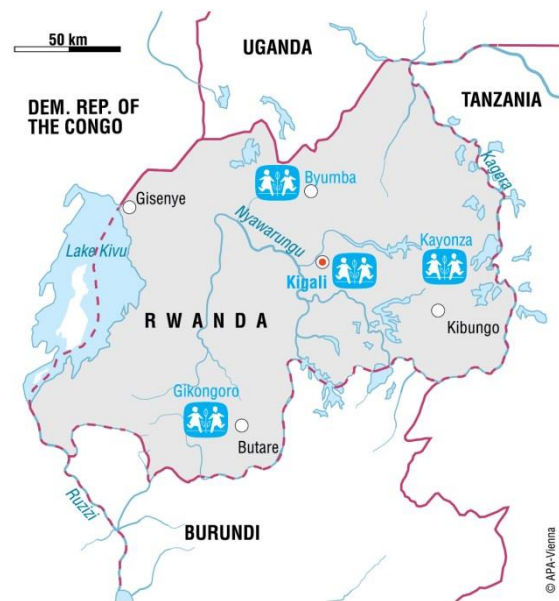 50 km
UGANDA
DEM. REP. OF
THE CONGO
TANZANIA
Kagera
Byumba
Gisenye
Nyawarungu
Lake Kivu
Kayonza
Kigali
RWANDA
Kibungo
Gikongoro
Butare
Ruzizi
BURUNDI
© APA-Vienna